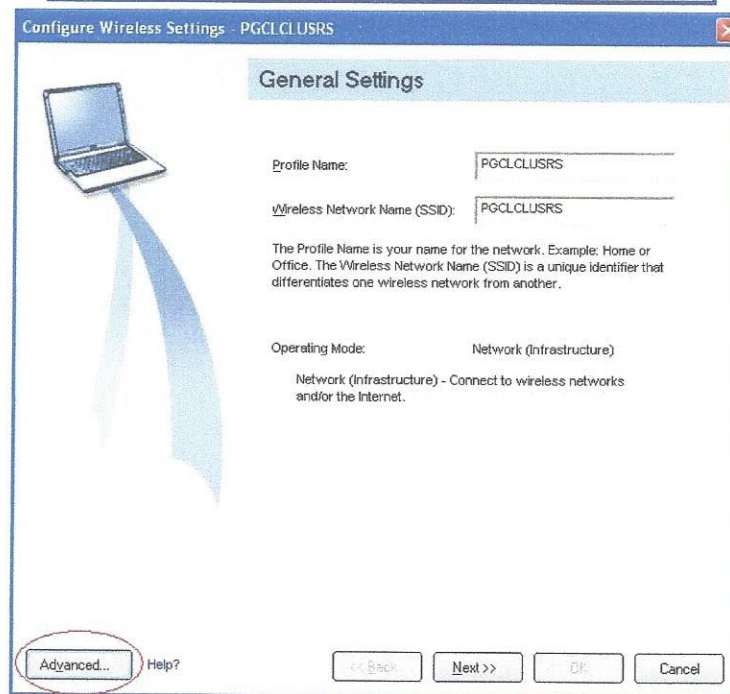 Configure Wireless Settings - PGCLCLUSRS
General Settings
Profile Name: PGCLCLUSRS
Wireless Network Name (SSID): PGCLCLUSRS
The Profile Name is your name for the network. Example: Home or
Office. The Wireless Network Name (SSID) is a unique identifier that
differentiates one wireless network from another.
Operating Mode: Network (Infrastructure)
Network (Infrastructure) - Connect to wireless networks
and/or the Internet.
Advanced... Help? << Back Next >> OK Cancel